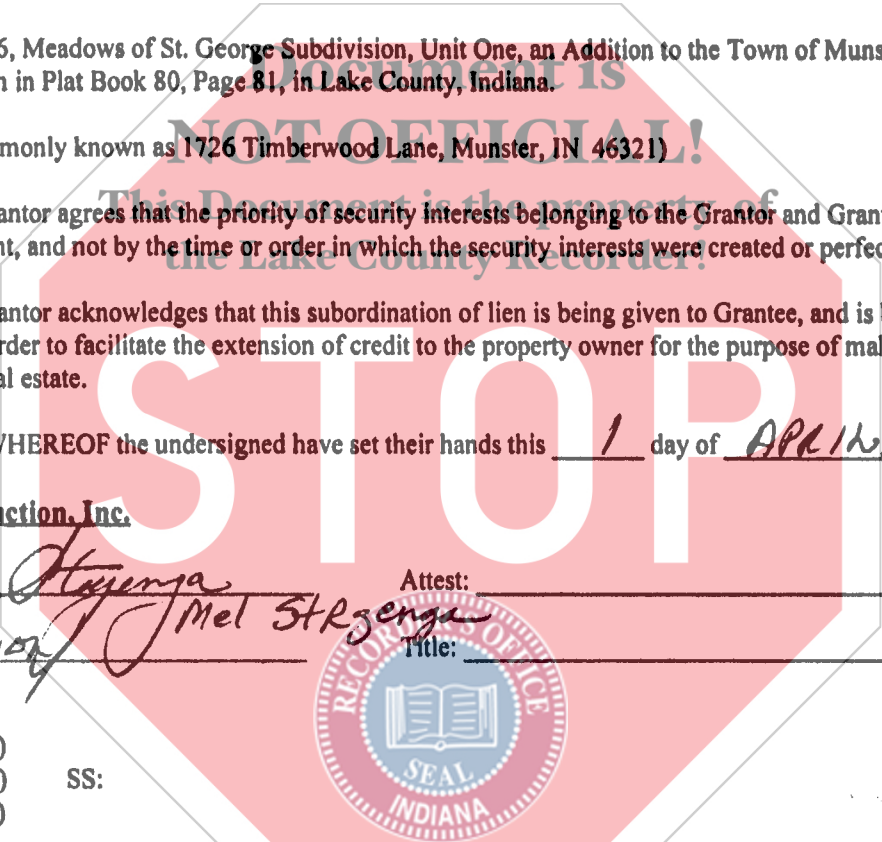 6, Meadows of St. George Subdivision, Unit One, an Addition to the Town of Muns
n in Plat Book 80, Page 81, in Lake County, Indiana.
Document is
NOT OFFICIAL!
monly known as 1726 Timberwood Lane, Munster, IN 46321)
This Document is the property of
the Lake County Recorder!
antor agrees that the priority of security interests belonging to the Grantor and Grant
nt, and not by the time or order in which the security interests were created or perfec
antor acknowledges that this subordination of lien is being given to Grantee, and is
rder to facilitate the extension of credit to the property owner for the purpose of mal
al estate.
STOP
WHEREOF the undersigned have set their hands this 1 day of APRIL
uction, Inc.
Attest:
Mel
Title:
RECORDER'S OFFICE
SEAL
INDIANA
)
) SS:
)